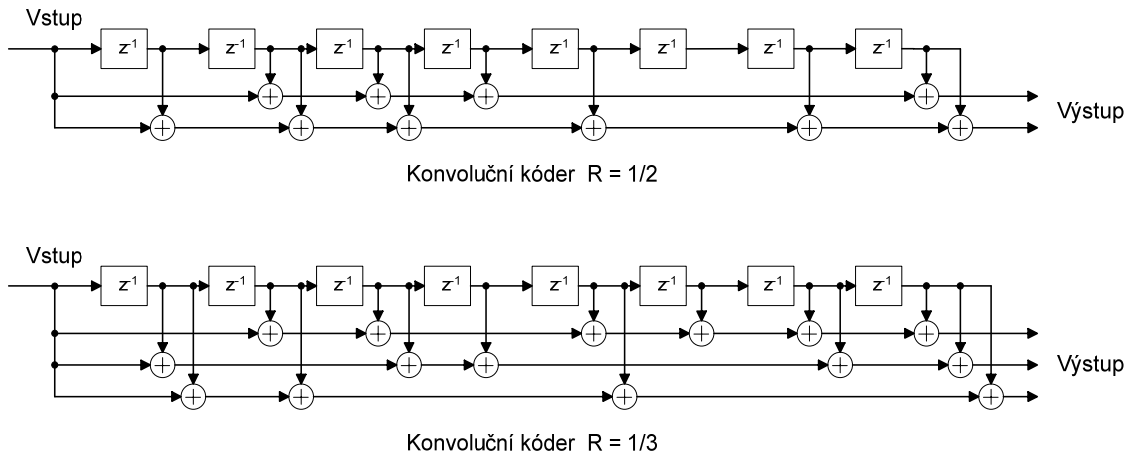 Vstup
z⁻¹ z⁻¹ z⁻¹ z⁻¹ z⁻¹ z⁻¹ z⁻¹ z⁻¹
Výstup
Konvoluční kóder R = 1/2
Vstup
z⁻¹ z⁻¹ z⁻¹ z⁻¹ z⁻¹ z⁻¹ z⁻¹ z⁻¹
Výstup
Konvoluční kóder R = 1/3